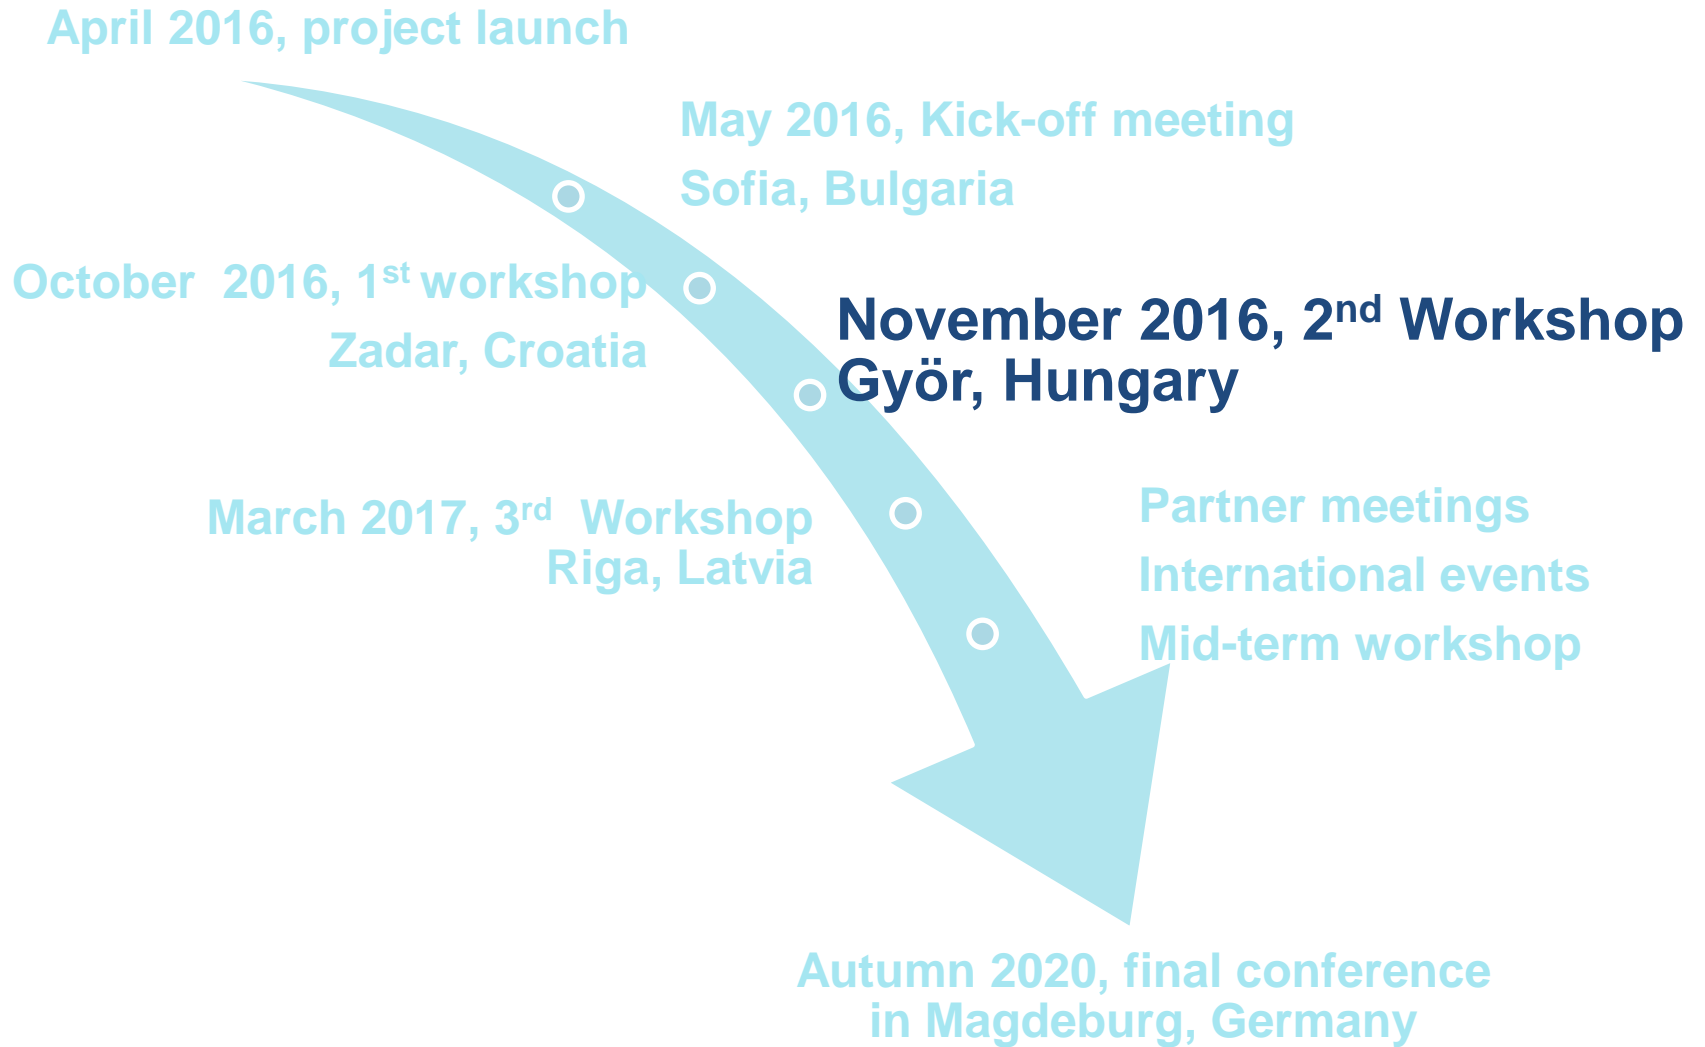 April 2016, project launch
May 2016, Kick-off meeting
Sofia, Bulgaria
October 2016, 1st workshop
Zadar, Croatia
November 2016, 2nd Workshop
Györ, Hungary
March 2017, 3rd Workshop
Riga, Latvia
Partner meetings
International events
Mid-term workshop
Autumn 2020, final conference
in Magdeburg, Germany